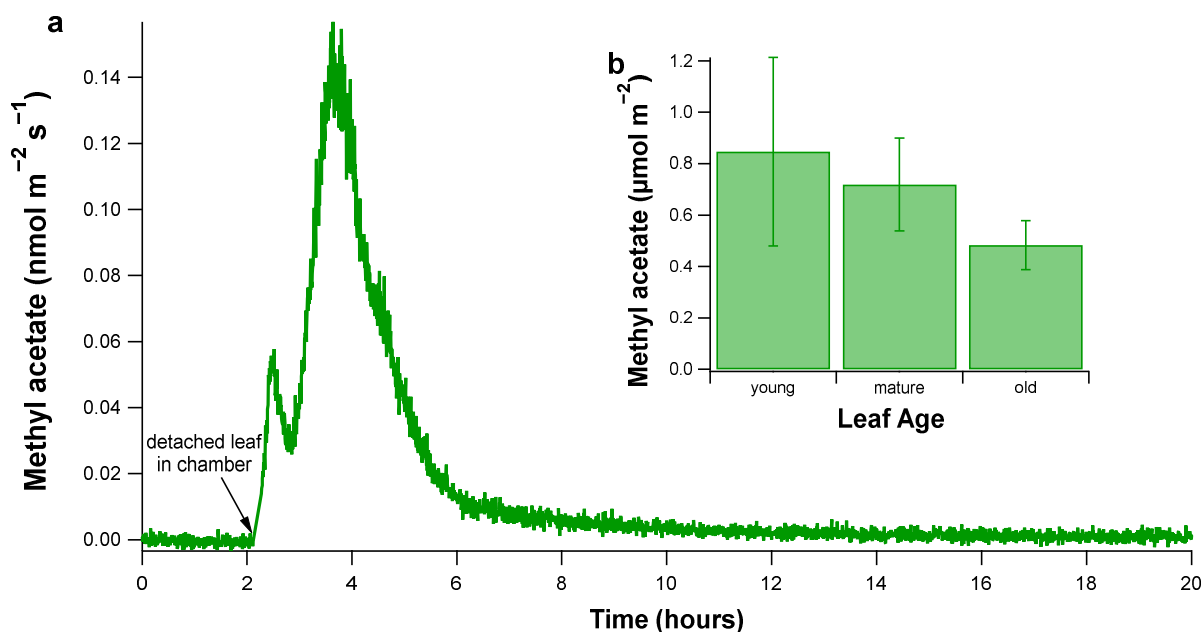 a
Methyl acetate (nmol m⁻² s⁻¹)
0.14
0.12
0.10
0.08
0.06
0.04
0.02
0.00
detached leaf
in chamber
0 2 4 6 8 10 12 14 16 18 20
Time (hours)
b
Methyl acetate (µmol m⁻²)
1.2
1.0
0.8
0.6
0.4
0.2
0.0
young mature old
Leaf Age